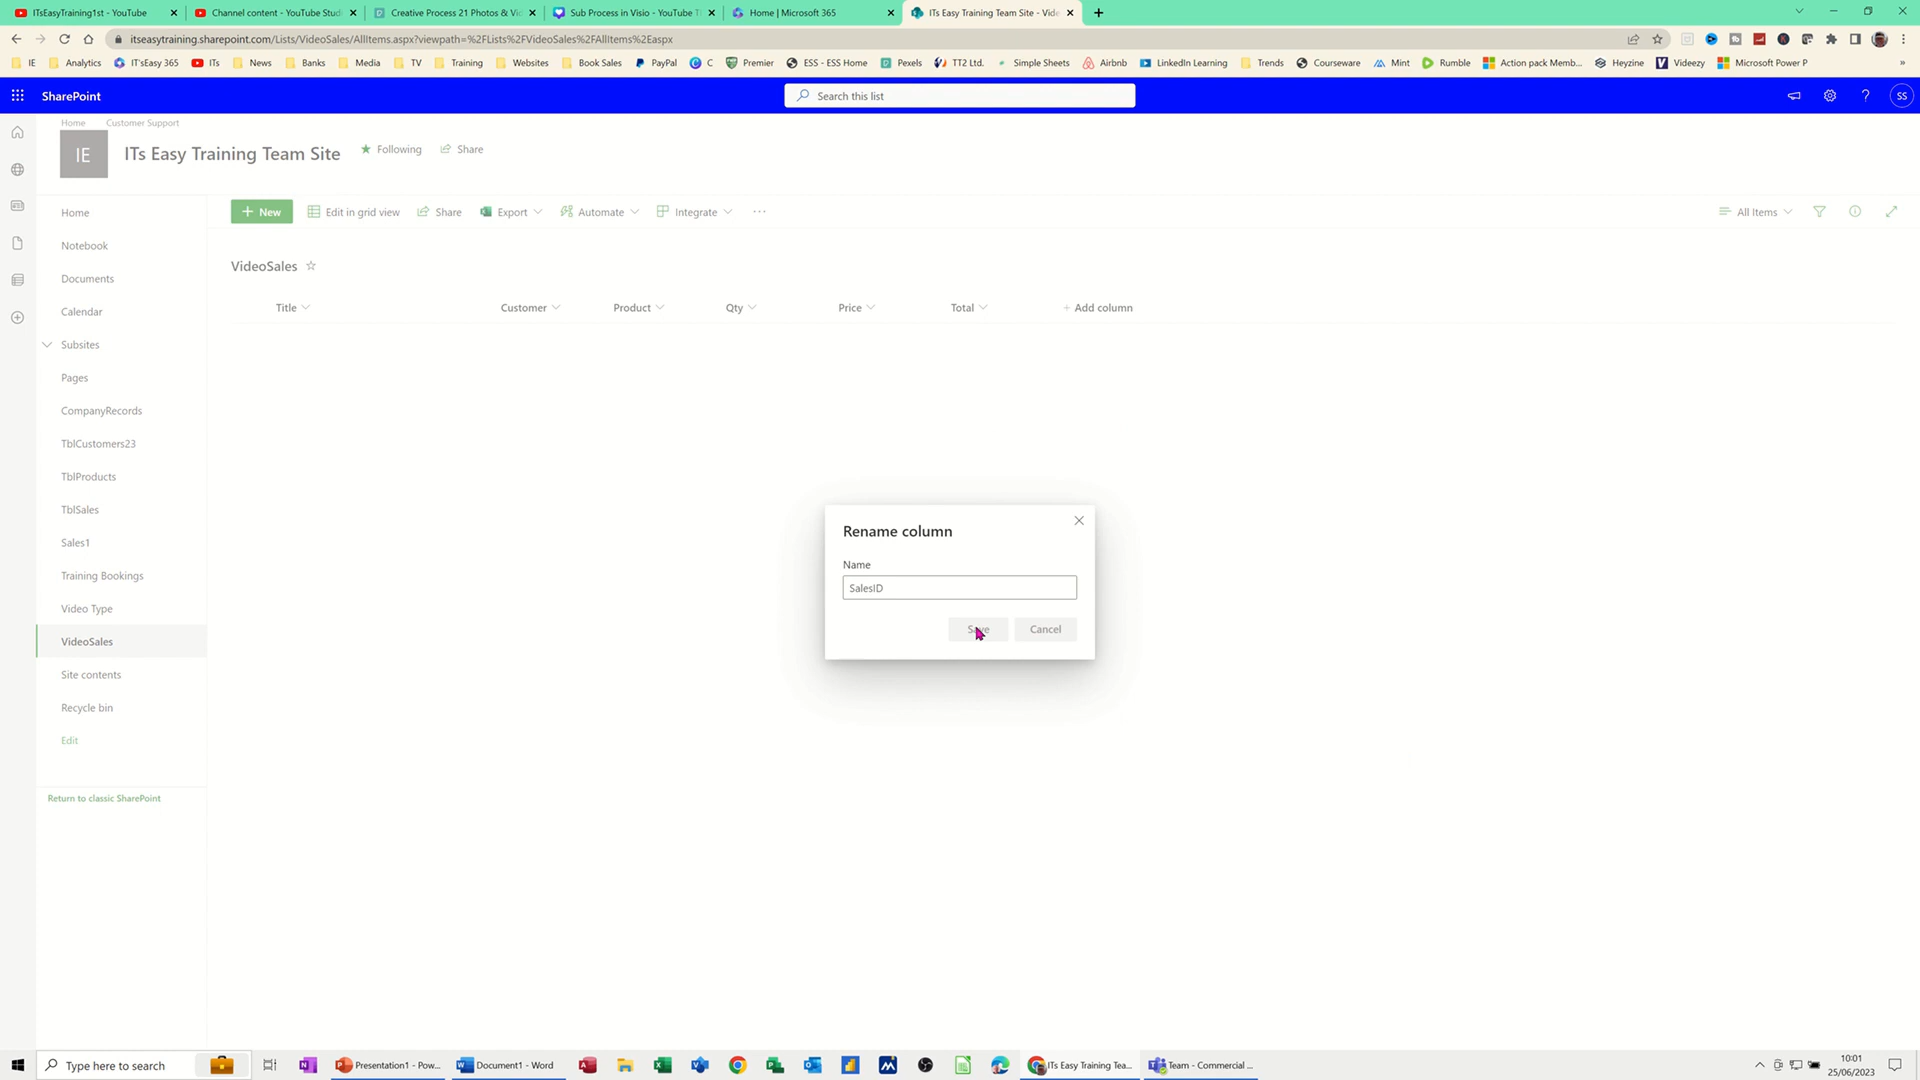 ITsEasyTraining1st - YouTube
Channel content - YouTube Stud
Creative Process 21 Photos & Vi
Sub Process in Visio - YouTube T
Home | Microsoft 365
ITs Easy Training Team Site - Vide
itseasytraining.sharepoint.com/Lists/VideoSales/AllItems.aspx?viewpath=%2FLists%2FVideoSales%2FAllItems%2Easpx
IE
Analytics
IT'sEasy 365
ITs
News
Banks
Media
TV
Training
Websites
Book Sales
PayPal
C
Premier
ESS - ESS Home
Pexels
TT2 Ltd.
Simple Sheets
Airbnb
LinkedIn Learning
Trends
Courseware
Mint
Rumble
Action pack Memb...
Heyzine
Videezy
Microsoft Power P
»
SharePoint
Search this list
SS
Home
Customer Support
IE
ITs Easy Training Team Site
Following
Share
Home
Notebook
Documents
Calendar
Subsites
Pages
CompanyRecords
TblCustomers23
TblProducts
TblSales
Sales1
Training Bookings
Video Type
VideoSales
Site contents
Recycle bin
Edit
Return to classic SharePoint
+ New
Edit in grid view
Share
Export
Automate
Integrate
...
All Items
VideoSales
Title
Customer
Product
Qty
Price
Total
+ Add column
Rename column
Name
SalesID
Save
Cancel
Type here to search
Presentation1 - Pow...
Document1 - Word
ITs Easy Training Tea...
Team - Commercial ...
10:01
25/06/2023